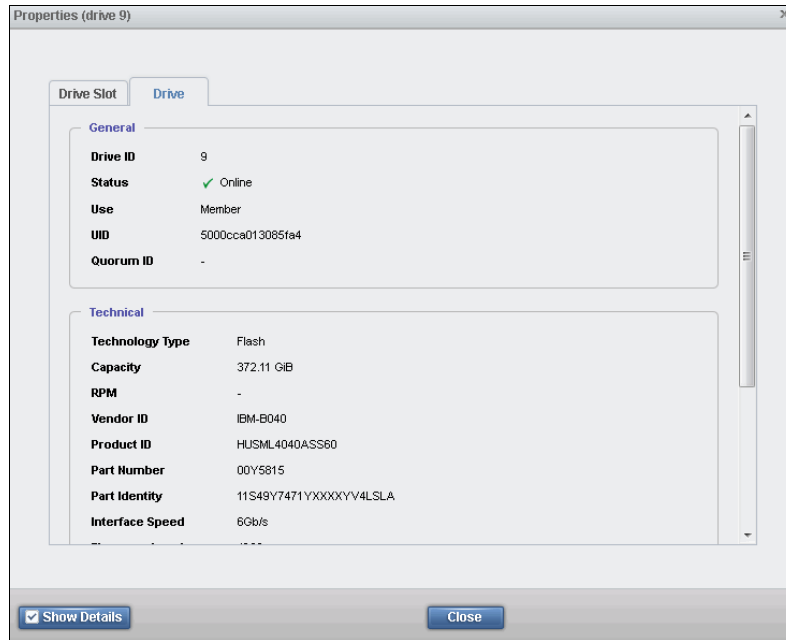 Properties (drive 9)
Drive Slot Drive
General
Drive ID 9
Status Online
Use Member
UID 5000cca013085fa4
Quorum ID -
Technical
Technology Type Flash
Capacity 372.11 GiB
RPM -
Vendor ID IBM-B040
Product ID HUSML4040ASS60
Part Number 00Y5815
Part Identity 11S49Y7471YXXXXYV4LSLA
Interface Speed 6Gb/s
Show Details Close